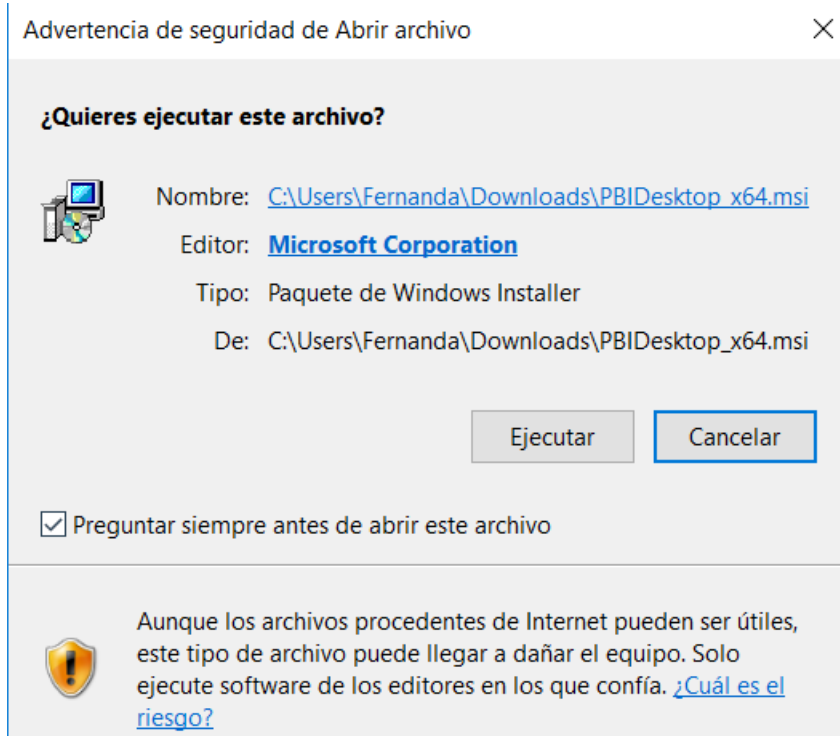 Advertencia de seguridad de Abrir archivo
¿Quieres ejecutar este archivo?
Nombre: C:\Users\Fernanda\Downloads\PBIDesktop_x64.msi
Editor: Microsoft Corporation
Tipo: Paquete de Windows Installer
De: C:\Users\Fernanda\Downloads\PBIDesktop_x64.msi
Ejecutar Cancelar
Preguntar siempre antes de abrir este archivo
Aunque los archivos procedentes de Internet pueden ser útiles,
este tipo de archivo puede llegar a dañar el equipo. Solo
ejecute software de los editores en los que confía. ¿Cuál es el
riesgo?